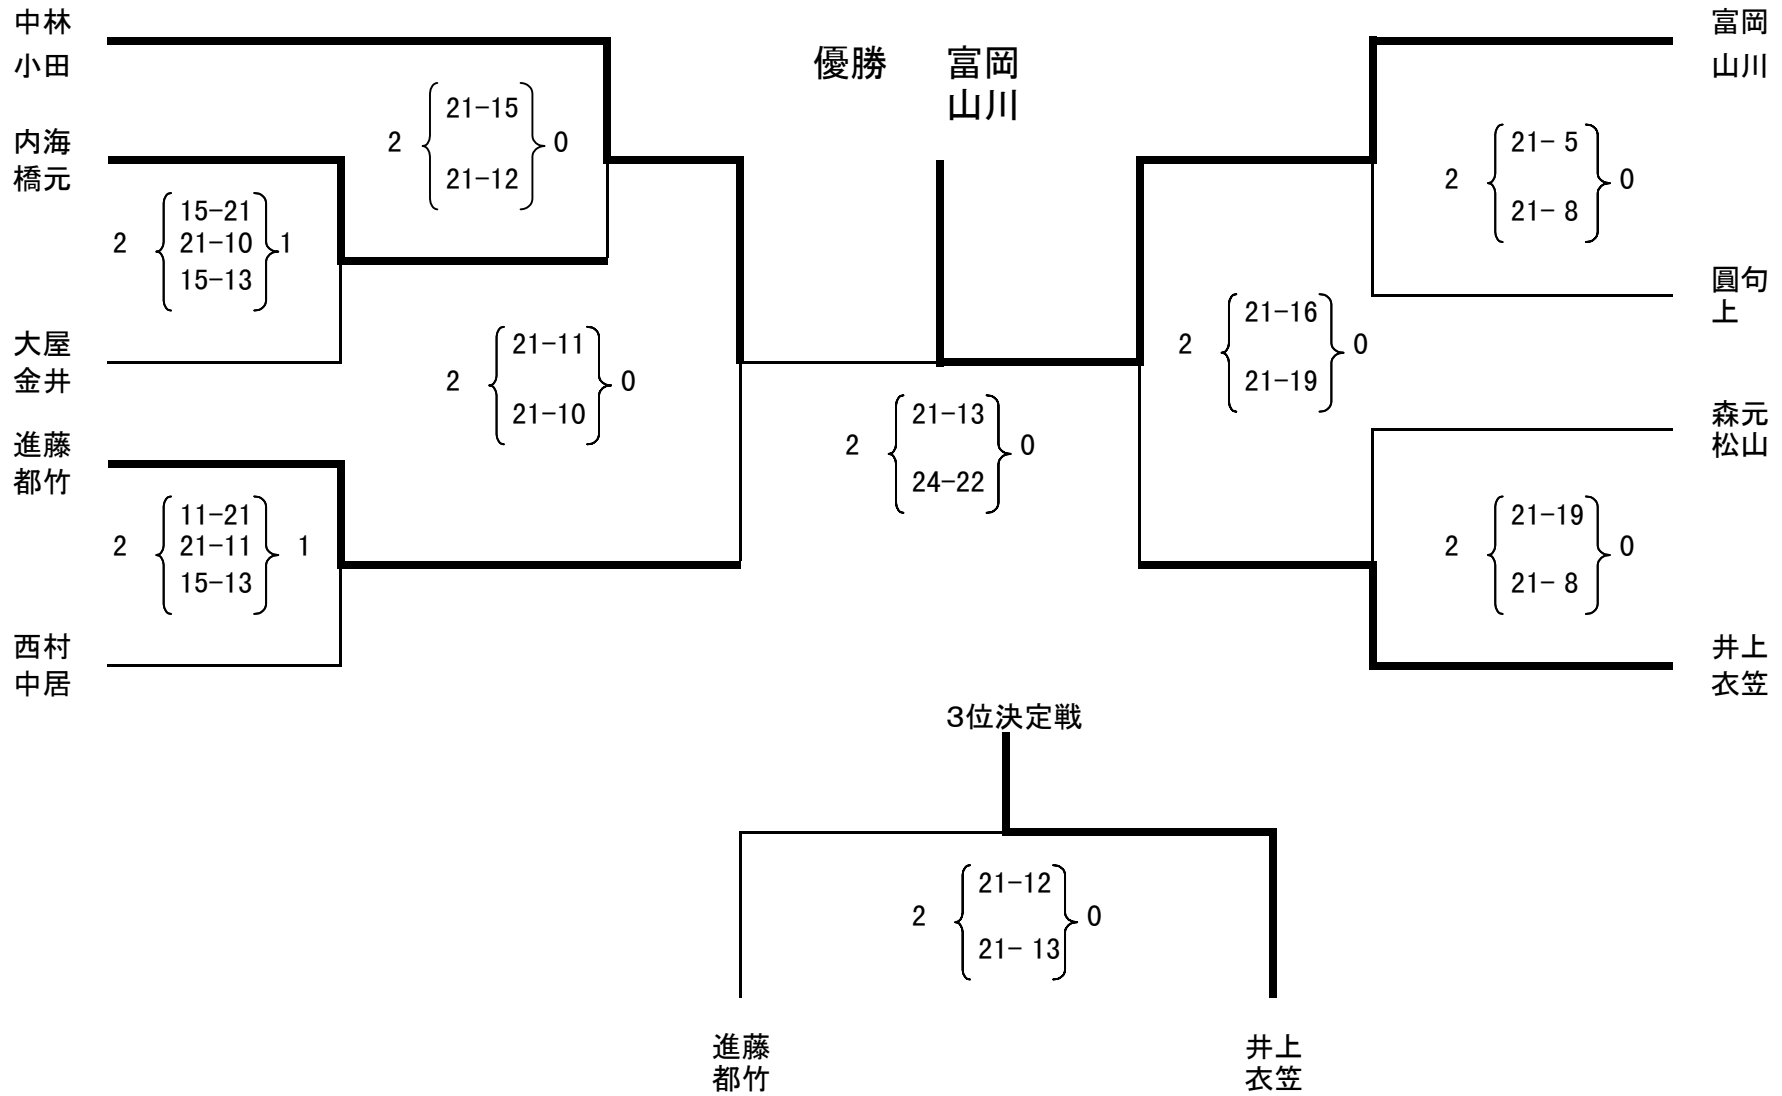 中林
小田
内海
橋元
大屋
金井
進藤
都竹
西村
中居
2 15-21 1
21-10
15-13
2 11-21 1
21-11
15-13
2 21-15 0
21-12
2 21-11 0
21-10
優勝 富岡
山川
2 21-13 0
24-22
2 21-16 0
21-19
2 21- 5 0
21- 8
2 21-19 0
21- 8
富岡
山川
圓句
上
森元
松山
井上
衣笠
3位決定戦
2 21-12 0
21- 13
進藤
都竹
井上
衣笠